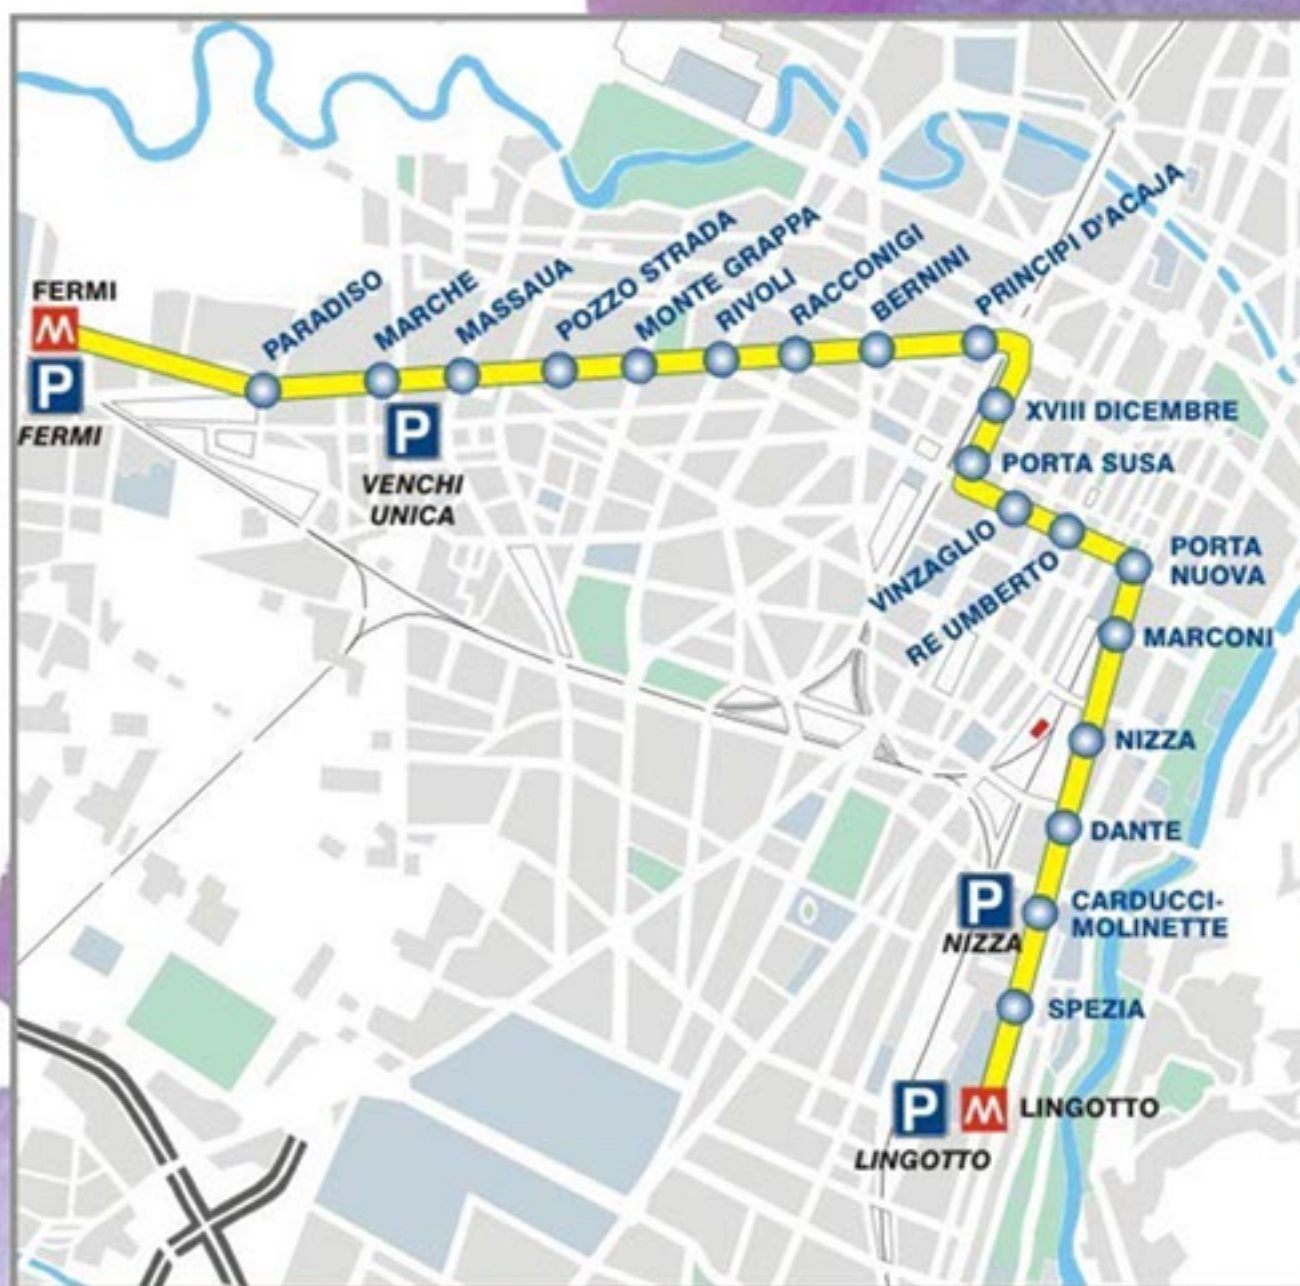 FERMI
M
P
FERMI
PARADISO
MARCHE
P
VENCHI
UNICA
MASSAUA
POZZO STRADA
MONTE GRAPPA
RIVOLI
RACCONIGI
BERNINI
PRINCIPI D'ACAJA
XVIII DICEMBRE
PORTA SUSA
VINZAGLIO
RE UMBERTO
PORTA
NUOVA
MARCONI
NIZZA
DANTE
P
NIZZA
CARDUCCI-
MOLINETTE
SPEZIA
P
M
LINGOTTO
LINGOTTO